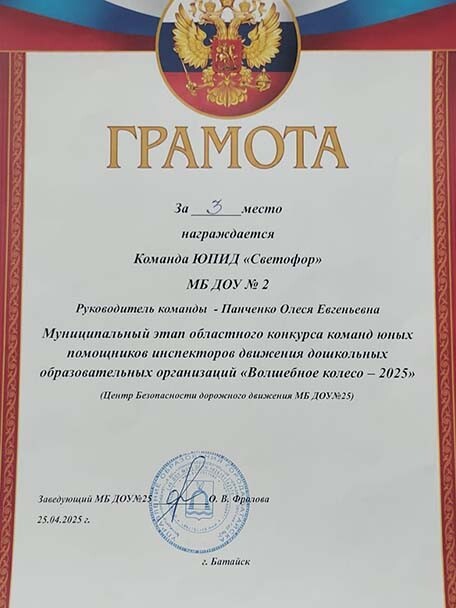 ГРАМОТА
За 3 место
награждается
Команда ЮПИД «Светофор»
МБ ДОУ № 2
Руководитель команды - Панченко Олеся Евгеньевна
Муниципальный этап областного конкурса команд юных
помощников инспекторов движения дошкольных
образовательных организаций «Волшебное колесо – 2025»
(Центр Безопасности дорожного движения МБ ДОУ№25)
Заведующий МБ ДОУ№25 О. В. Фролова
25.04.2025 г.
г. Батайск